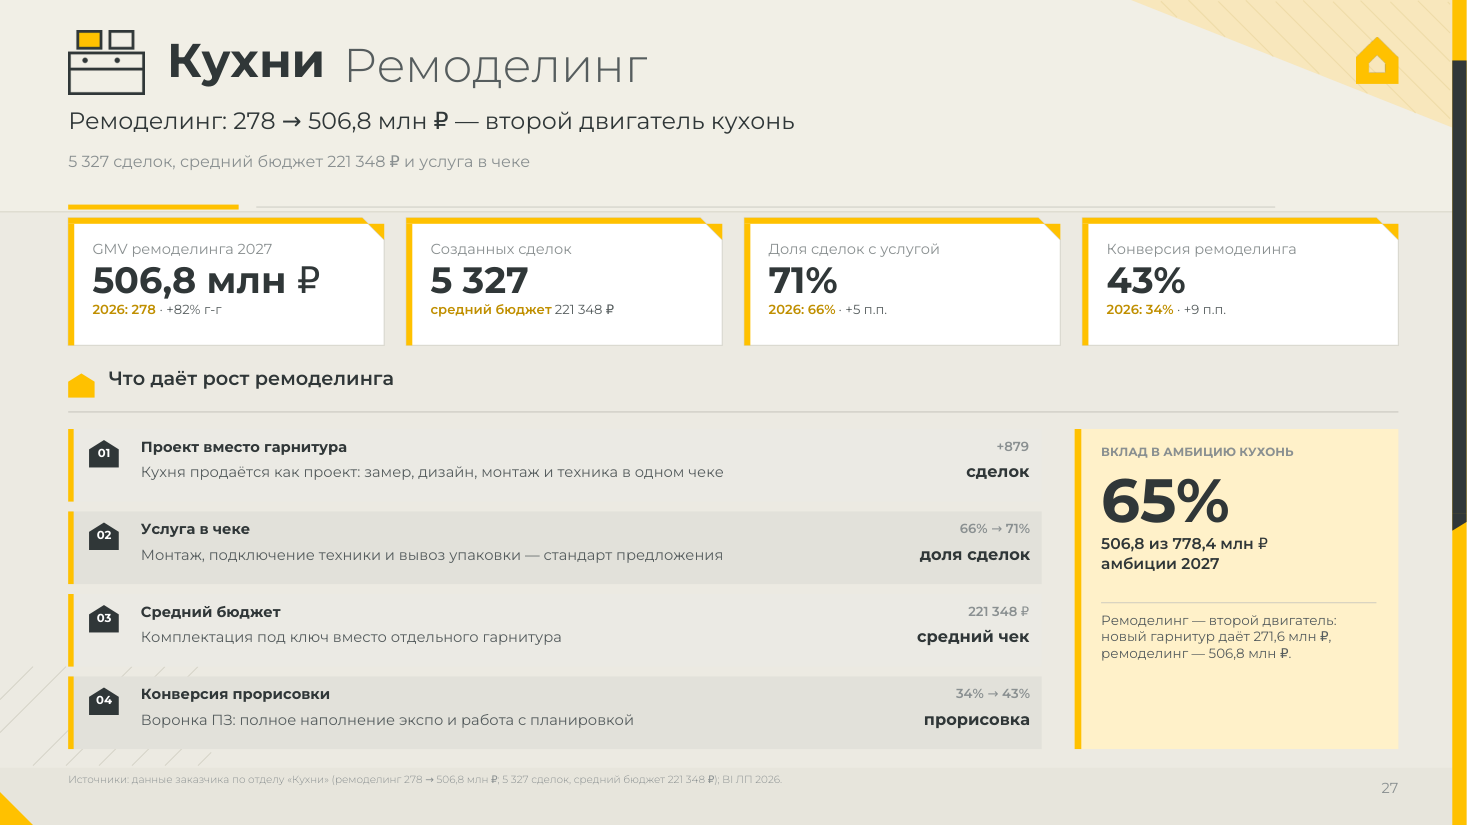 Кухни Ремоделинг
Ремоделинг: 278 → 506,8 млн ₽ — второй двигатель кухонь
5 327 сделок, средний бюджет 221 348 ₽ и услуга в чеке
GMV ремоделинга 2027
506,8 млн ₽
2026: 278 · +82% г-г
Созданных сделок
5 327
средний бюджет 221 348 ₽
Доля сделок с услугой
71%
2026: 66% · +5 п.п.
Конверсия ремоделинга
43%
2026: 34% · +9 п.п.
Что даёт рост ремоделинга
01
Проект вместо гарнитура
Кухня продаётся как проект: замер, дизайн, монтаж и техника в одном чеке
+879
сделок
02
Услуга в чеке
Монтаж, подключение техники и вывоз упаковки — стандарт предложения
66% → 71%
доля сделок
03
Средний бюджет
Комплектация под ключ вместо отдельного гарнитура
221 348 ₽
средний чек
04
Конверсия прорисовки
Воронка ПЗ: полное наполнение экспо и работа с планировкой
34% → 43%
прорисовка
ВКЛАД В АМБИЦИЮ КУХОНЬ
65%
506,8 из 778,4 млн ₽
амбиции 2027
Ремоделинг — второй двигатель:
новый гарнитур даёт 271,6 млн ₽,
ремоделинг — 506,8 млн ₽.
Источники: данные заказчика по отделу «Кухни» (ремоделинг 278 → 506,8 млн ₽; 5 327 сделок, средний бюджет 221 348 ₽); BI ЛП 2026.
27